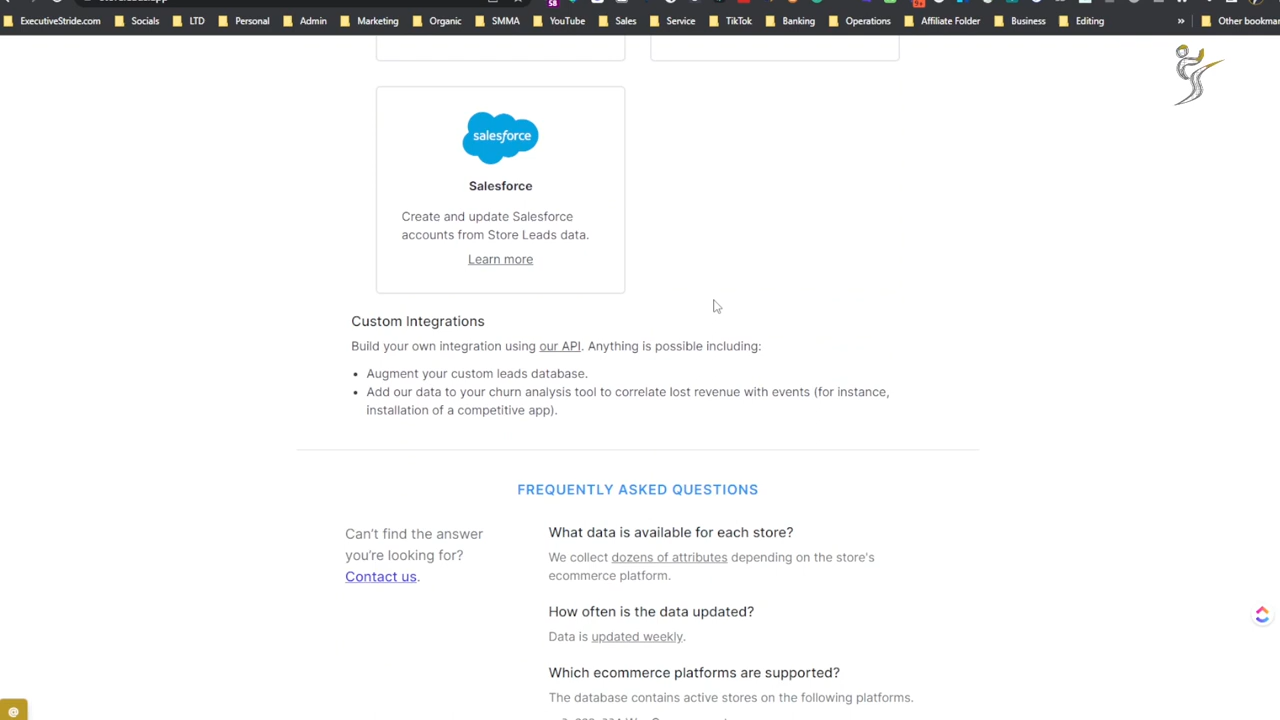 ExecutiveStride.com Socials LTD Personal Admin Marketing Organic SMMA YouTube Sales Service TikTok Banking Operations Affiliate Folder Business Editing » Other bookmar
salesforce
Salesforce
Create and update Salesforce
accounts from Store Leads data.
Learn more
Custom Integrations
Build your own integration using our API. Anything is possible including:
• Augment your custom leads database.
• Add our data to your churn analysis tool to correlate lost revenue with events (for instance,
installation of a competitive app).
FREQUENTLY ASKED QUESTIONS
Can't find the answer
you're looking for?
Contact us.
What data is available for each store?
We collect dozens of attributes depending on the store's
ecommerce platform.
How often is the data updated?
Data is updated weekly.
Which ecommerce platforms are supported?
The database contains active stores on the following platforms.
@